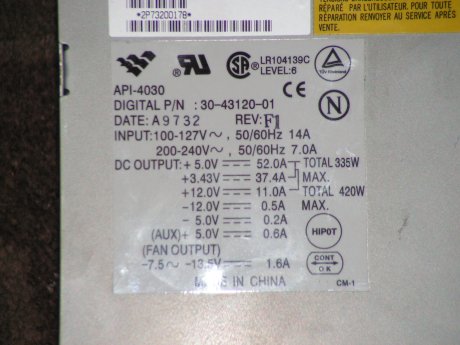 *2P73200178*
RÉPARÉ PAR L'UTILISATEUR. POUR TOUTE
RÉPARATION RENVOYER AU SERVICE APRÈS
VENTE.
LR104139C
LEVEL:6
API-4030
DIGITAL P/N : 30-43120-01
DATE: A9732 REV: F1
INPUT: 100-127V~ , 50/60Hz 14A
200-240V~ , 50/60Hz 7.0A
DC OUTPUT: + 5.0V 52.0A TOTAL 335W
+3.43V 37.4A MAX.
+12.0V 11.0A TOTAL 420W
-12.0V 0.5A MAX.
- 5.0V 0.2A
(AUX)+ 5.0V 0.6A HIPOT
(FAN OUTPUT)
-7.5~ -13.5V 1.6A CONT OK
MADE IN CHINA CM-1